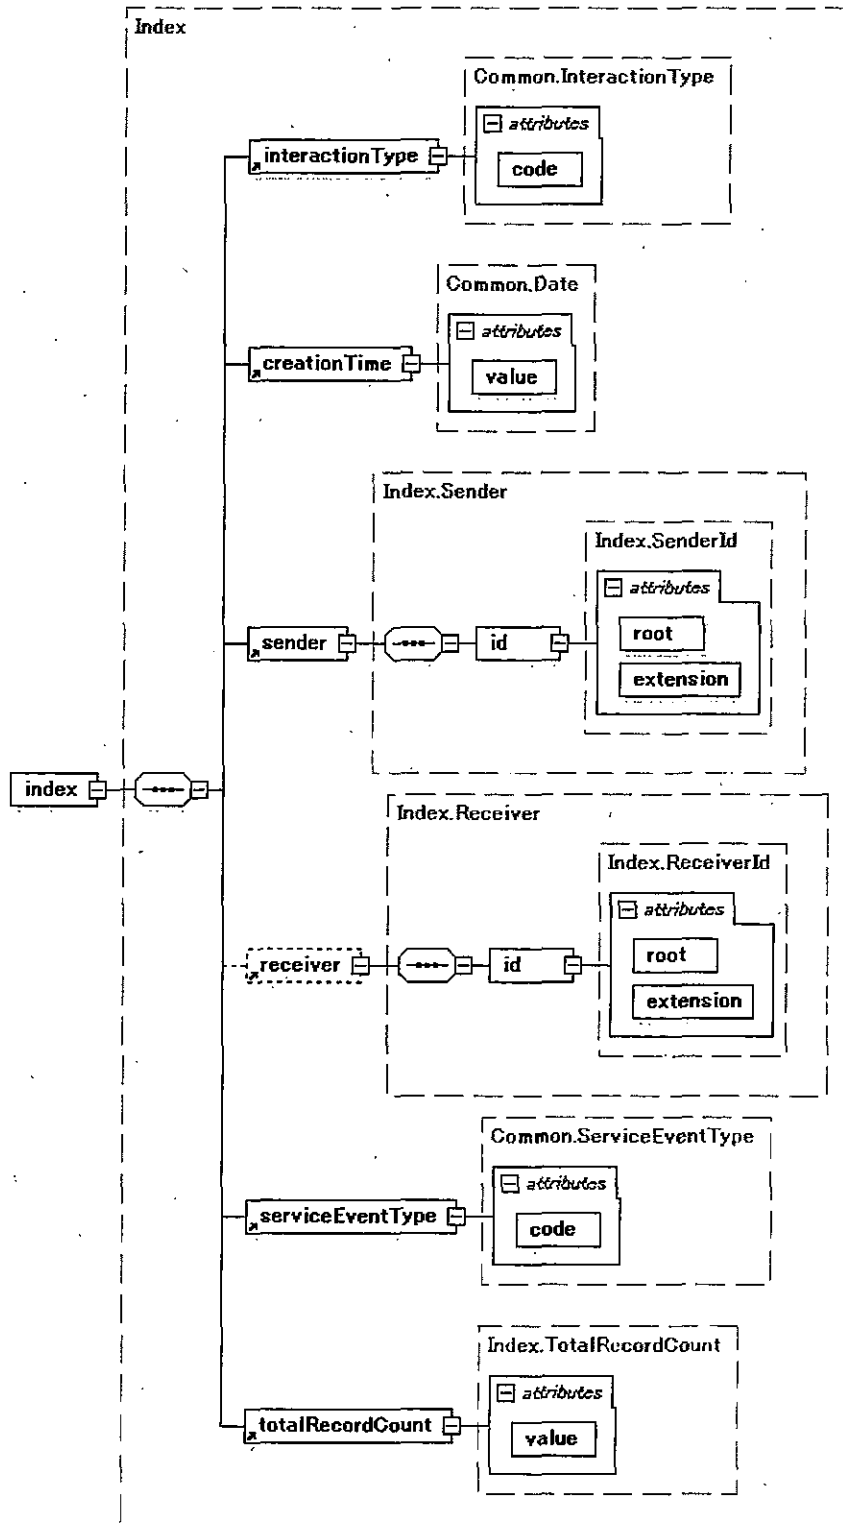 Index
Common.InteractionType
attributes
interactionType
code
Common.Date
attributes
creationTime
value
Index.Sender
Index.SenderId
attributes
root
sender
id
extension
index
Index.Receiver
Index.ReceiverId
attributes
root
receiver
id
extension
Common.ServiceEventType
attributes
serviceEventType
code
Index.TotalRecordCount
attributes
totalRecordCount
value